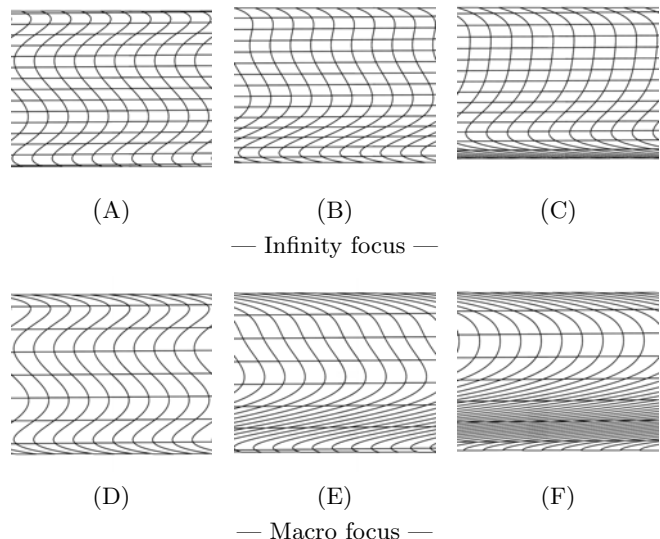 (A) (B) (C)
— Infinity focus —
(D) (E) (F)
— Macro focus —